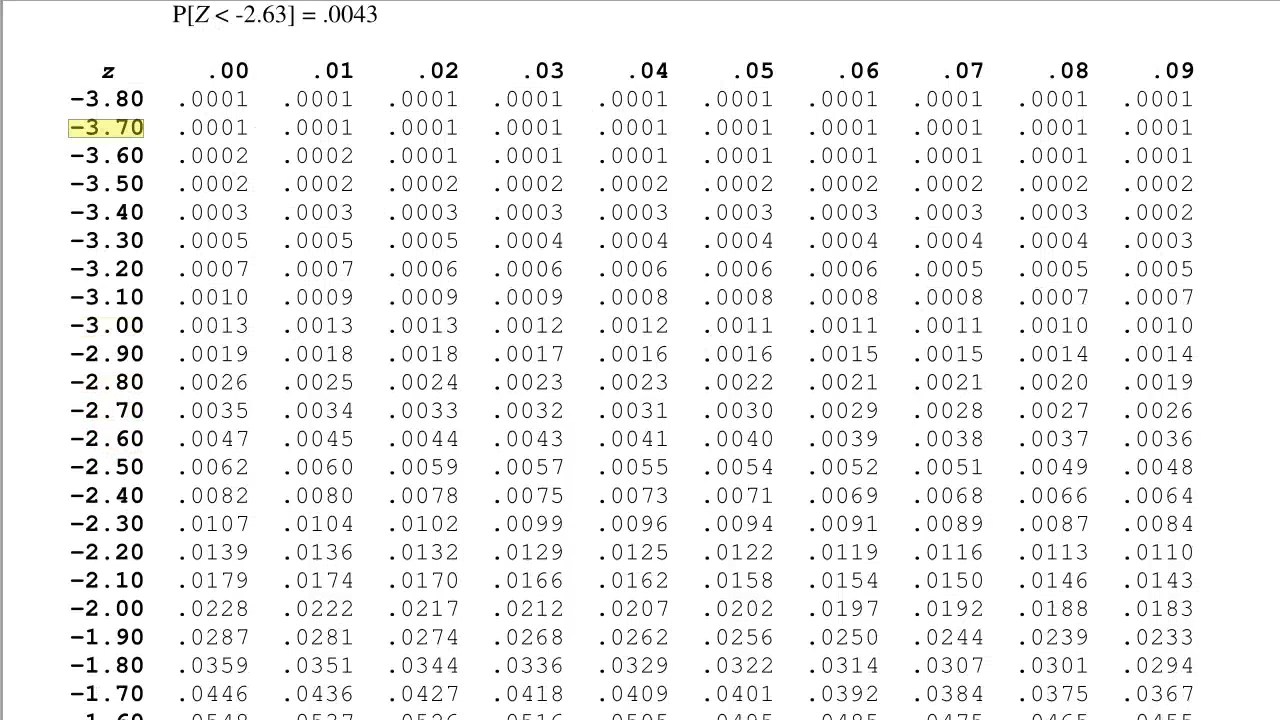 P[Z < -2.63] = .0043
z .00 .01 .02 .03 .04 .05 .06 .07 .08 .09
-3.80 .0001 .0001 .0001 .0001 .0001 .0001 .0001 .0001 .0001 .0001
-3.70 .0001 .0001 .0001 .0001 .0001 .0001 .0001 .0001 .0001 .0001
-3.60 .0002 .0002 .0001 .0001 .0001 .0001 .0001 .0001 .0001 .0001
-3.50 .0002 .0002 .0002 .0002 .0002 .0002 .0002 .0002 .0002 .0002
-3.40 .0003 .0003 .0003 .0003 .0003 .0003 .0003 .0003 .0003 .0002
-3.30 .0005 .0005 .0005 .0004 .0004 .0004 .0004 .0004 .0004 .0003
-3.20 .0007 .0007 .0006 .0006 .0006 .0006 .0006 .0005 .0005 .0005
-3.10 .0010 .0009 .0009 .0009 .0008 .0008 .0008 .0008 .0007 .0007
-3.00 .0013 .0013 .0013 .0012 .0012 .0011 .0011 .0011 .0010 .0010
-2.90 .0019 .0018 .0018 .0017 .0016 .0016 .0015 .0015 .0014 .0014
-2.80 .0026 .0025 .0024 .0023 .0023 .0022 .0021 .0021 .0020 .0019
-2.70 .0035 .0034 .0033 .0032 .0031 .0030 .0029 .0028 .0027 .0026
-2.60 .0047 .0045 .0044 .0043 .0041 .0040 .0039 .0038 .0037 .0036
-2.50 .0062 .0060 .0059 .0057 .0055 .0054 .0052 .0051 .0049 .0048
-2.40 .0082 .0080 .0078 .0075 .0073 .0071 .0069 .0068 .0066 .0064
-2.30 .0107 .0104 .0102 .0099 .0096 .0094 .0091 .0089 .0087 .0084
-2.20 .0139 .0136 .0132 .0129 .0125 .0122 .0119 .0116 .0113 .0110
-2.10 .0179 .0174 .0170 .0166 .0162 .0158 .0154 .0150 .0146 .0143
-2.00 .0228 .0222 .0217 .0212 .0207 .0202 .0197 .0192 .0188 .0183
-1.90 .0287 .0281 .0274 .0268 .0262 .0256 .0250 .0244 .0239 .0233
-1.80 .0359 .0351 .0344 .0336 .0329 .0322 .0314 .0307 .0301 .0294
-1.70 .0446 .0436 .0427 .0418 .0409 .0401 .0392 .0384 .0375 .0367